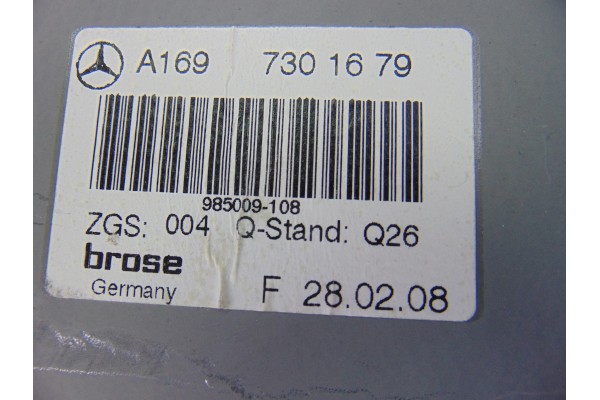 A169 730 16 79
985009-108
ZGS: 004 Q-Stand: Q26
brose
Germany F 28.02.08